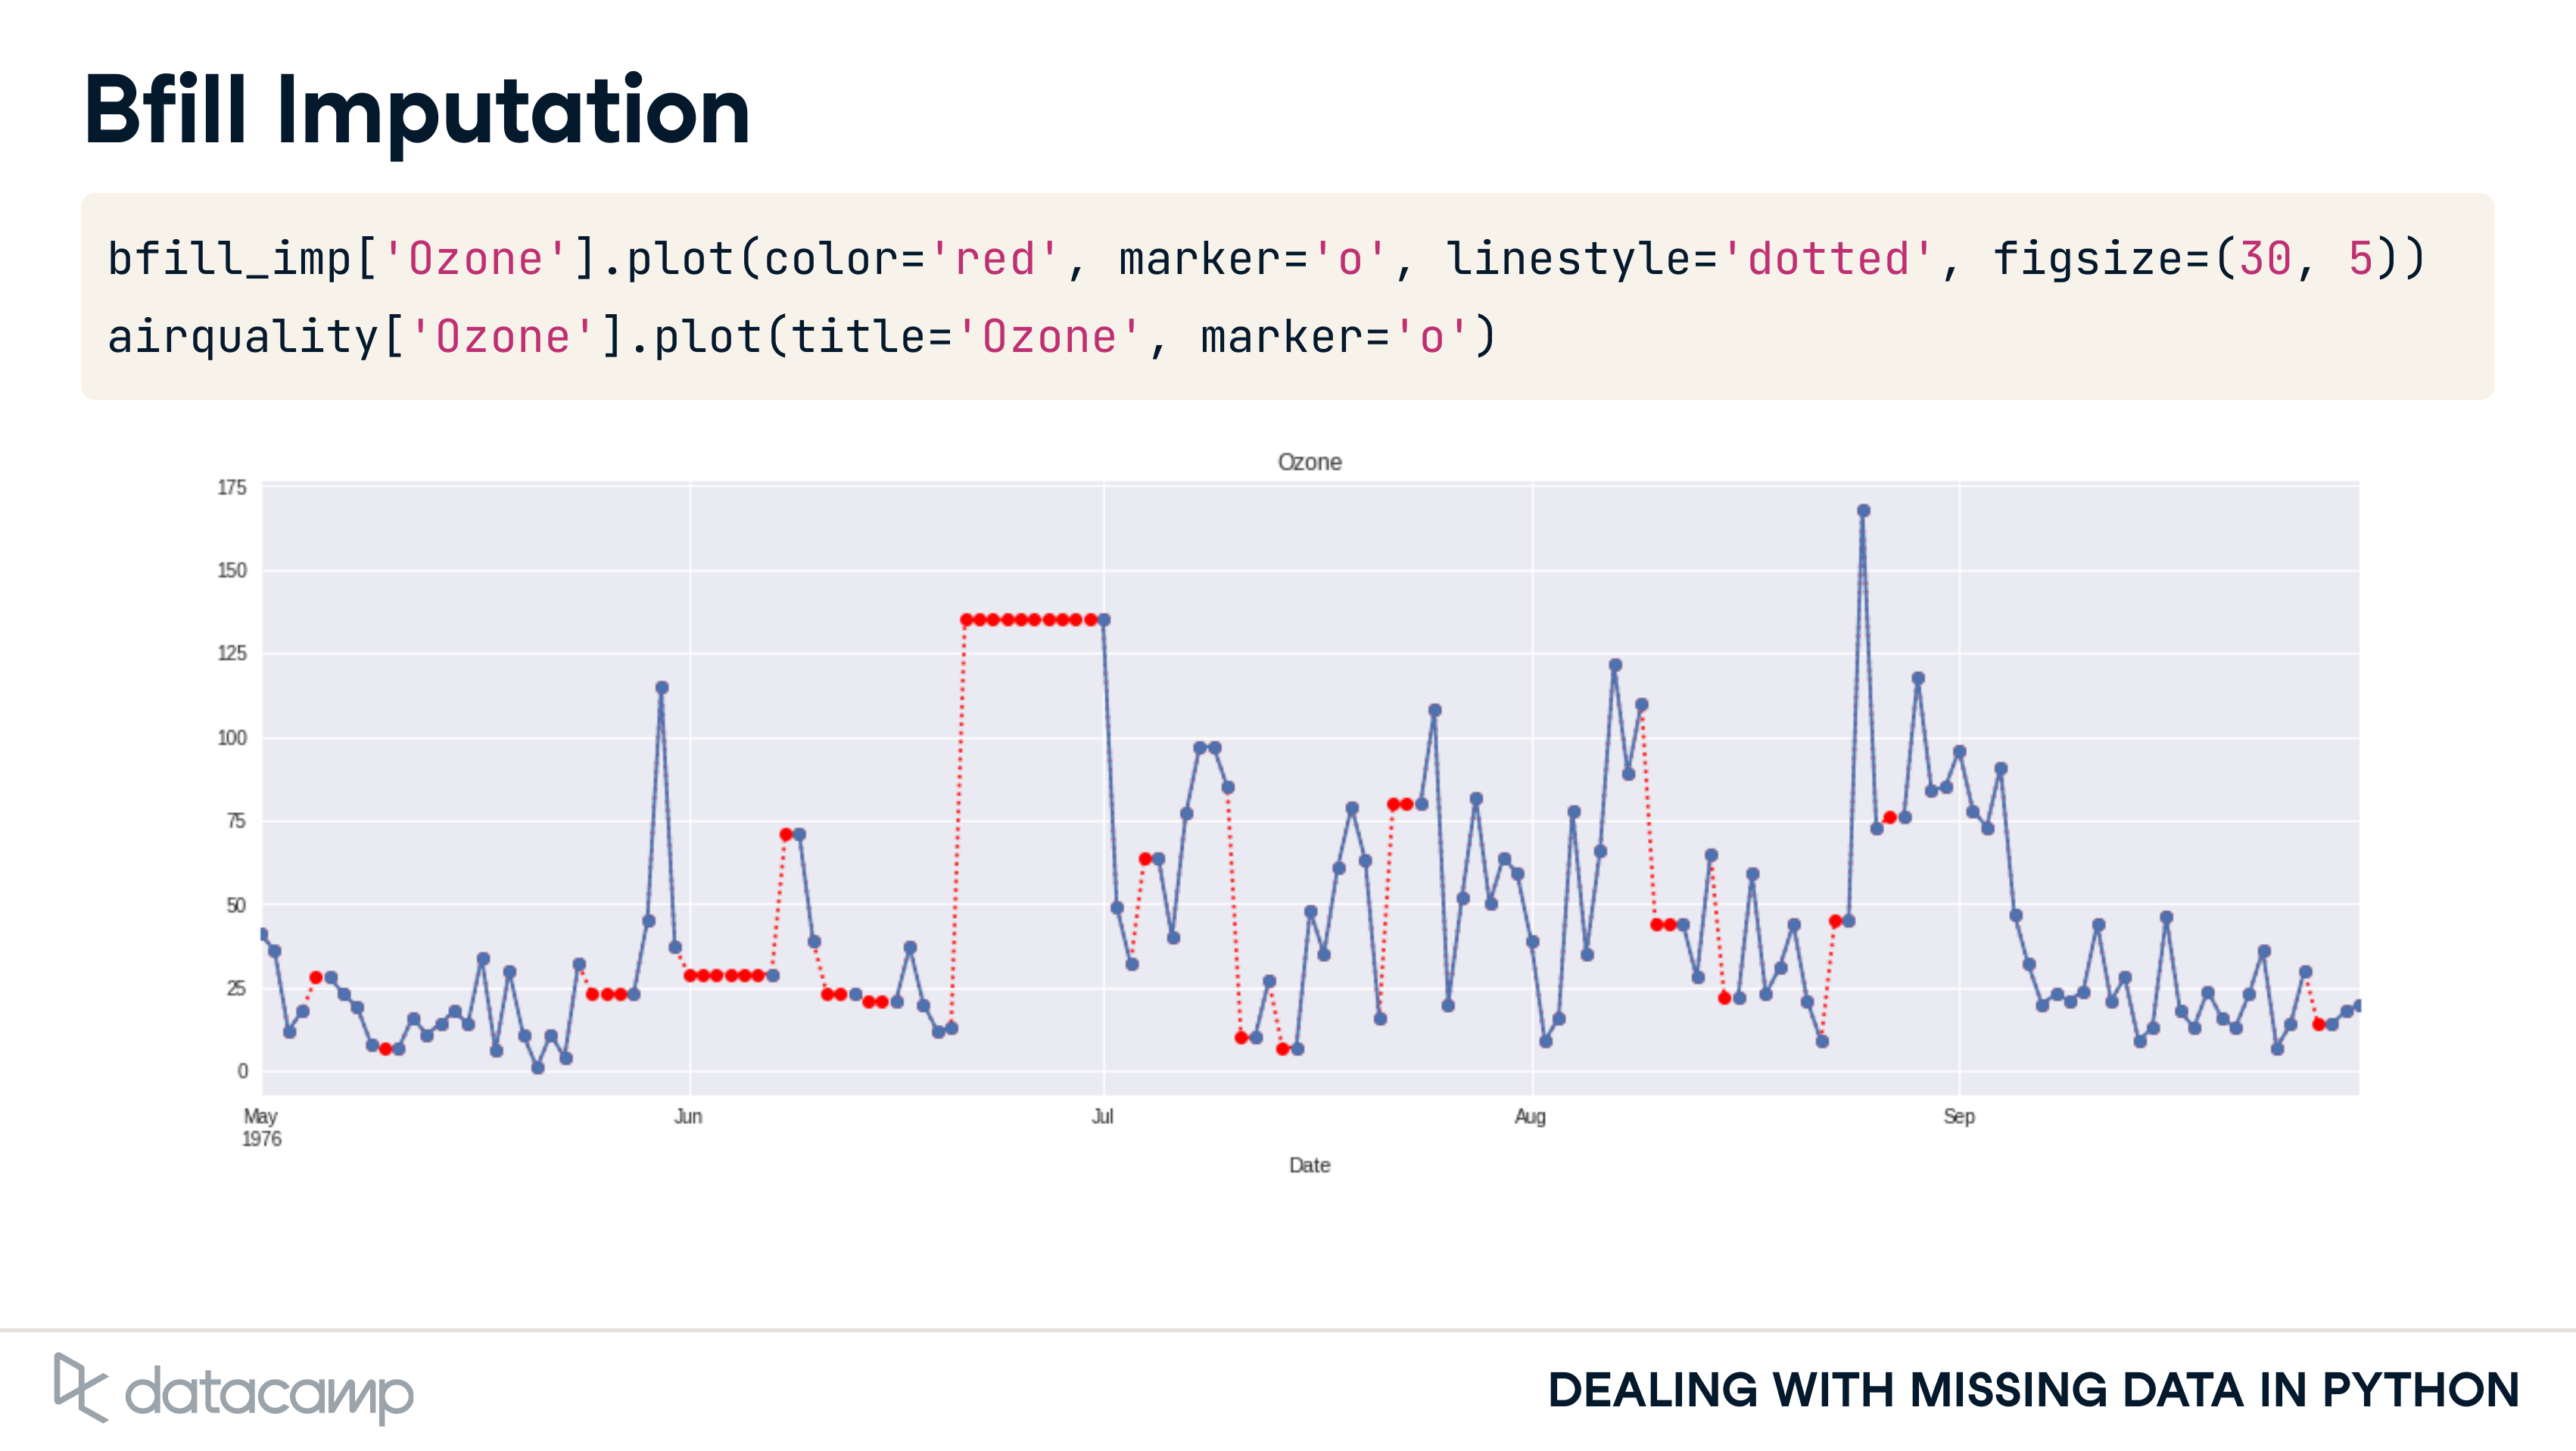 Bfill Imputation
bfill_imp['Ozone'].plot(color='red', marker='o', linestyle='dotted', figsize=(30, 5))
airquality['Ozone'].plot(title='Ozone', marker='o')
Ozone
175
150
125
100
75
50
25
0
May Jun Jul Aug Sep
1976
Date
datacamp
DEALING WITH MISSING DATA IN PYTHON